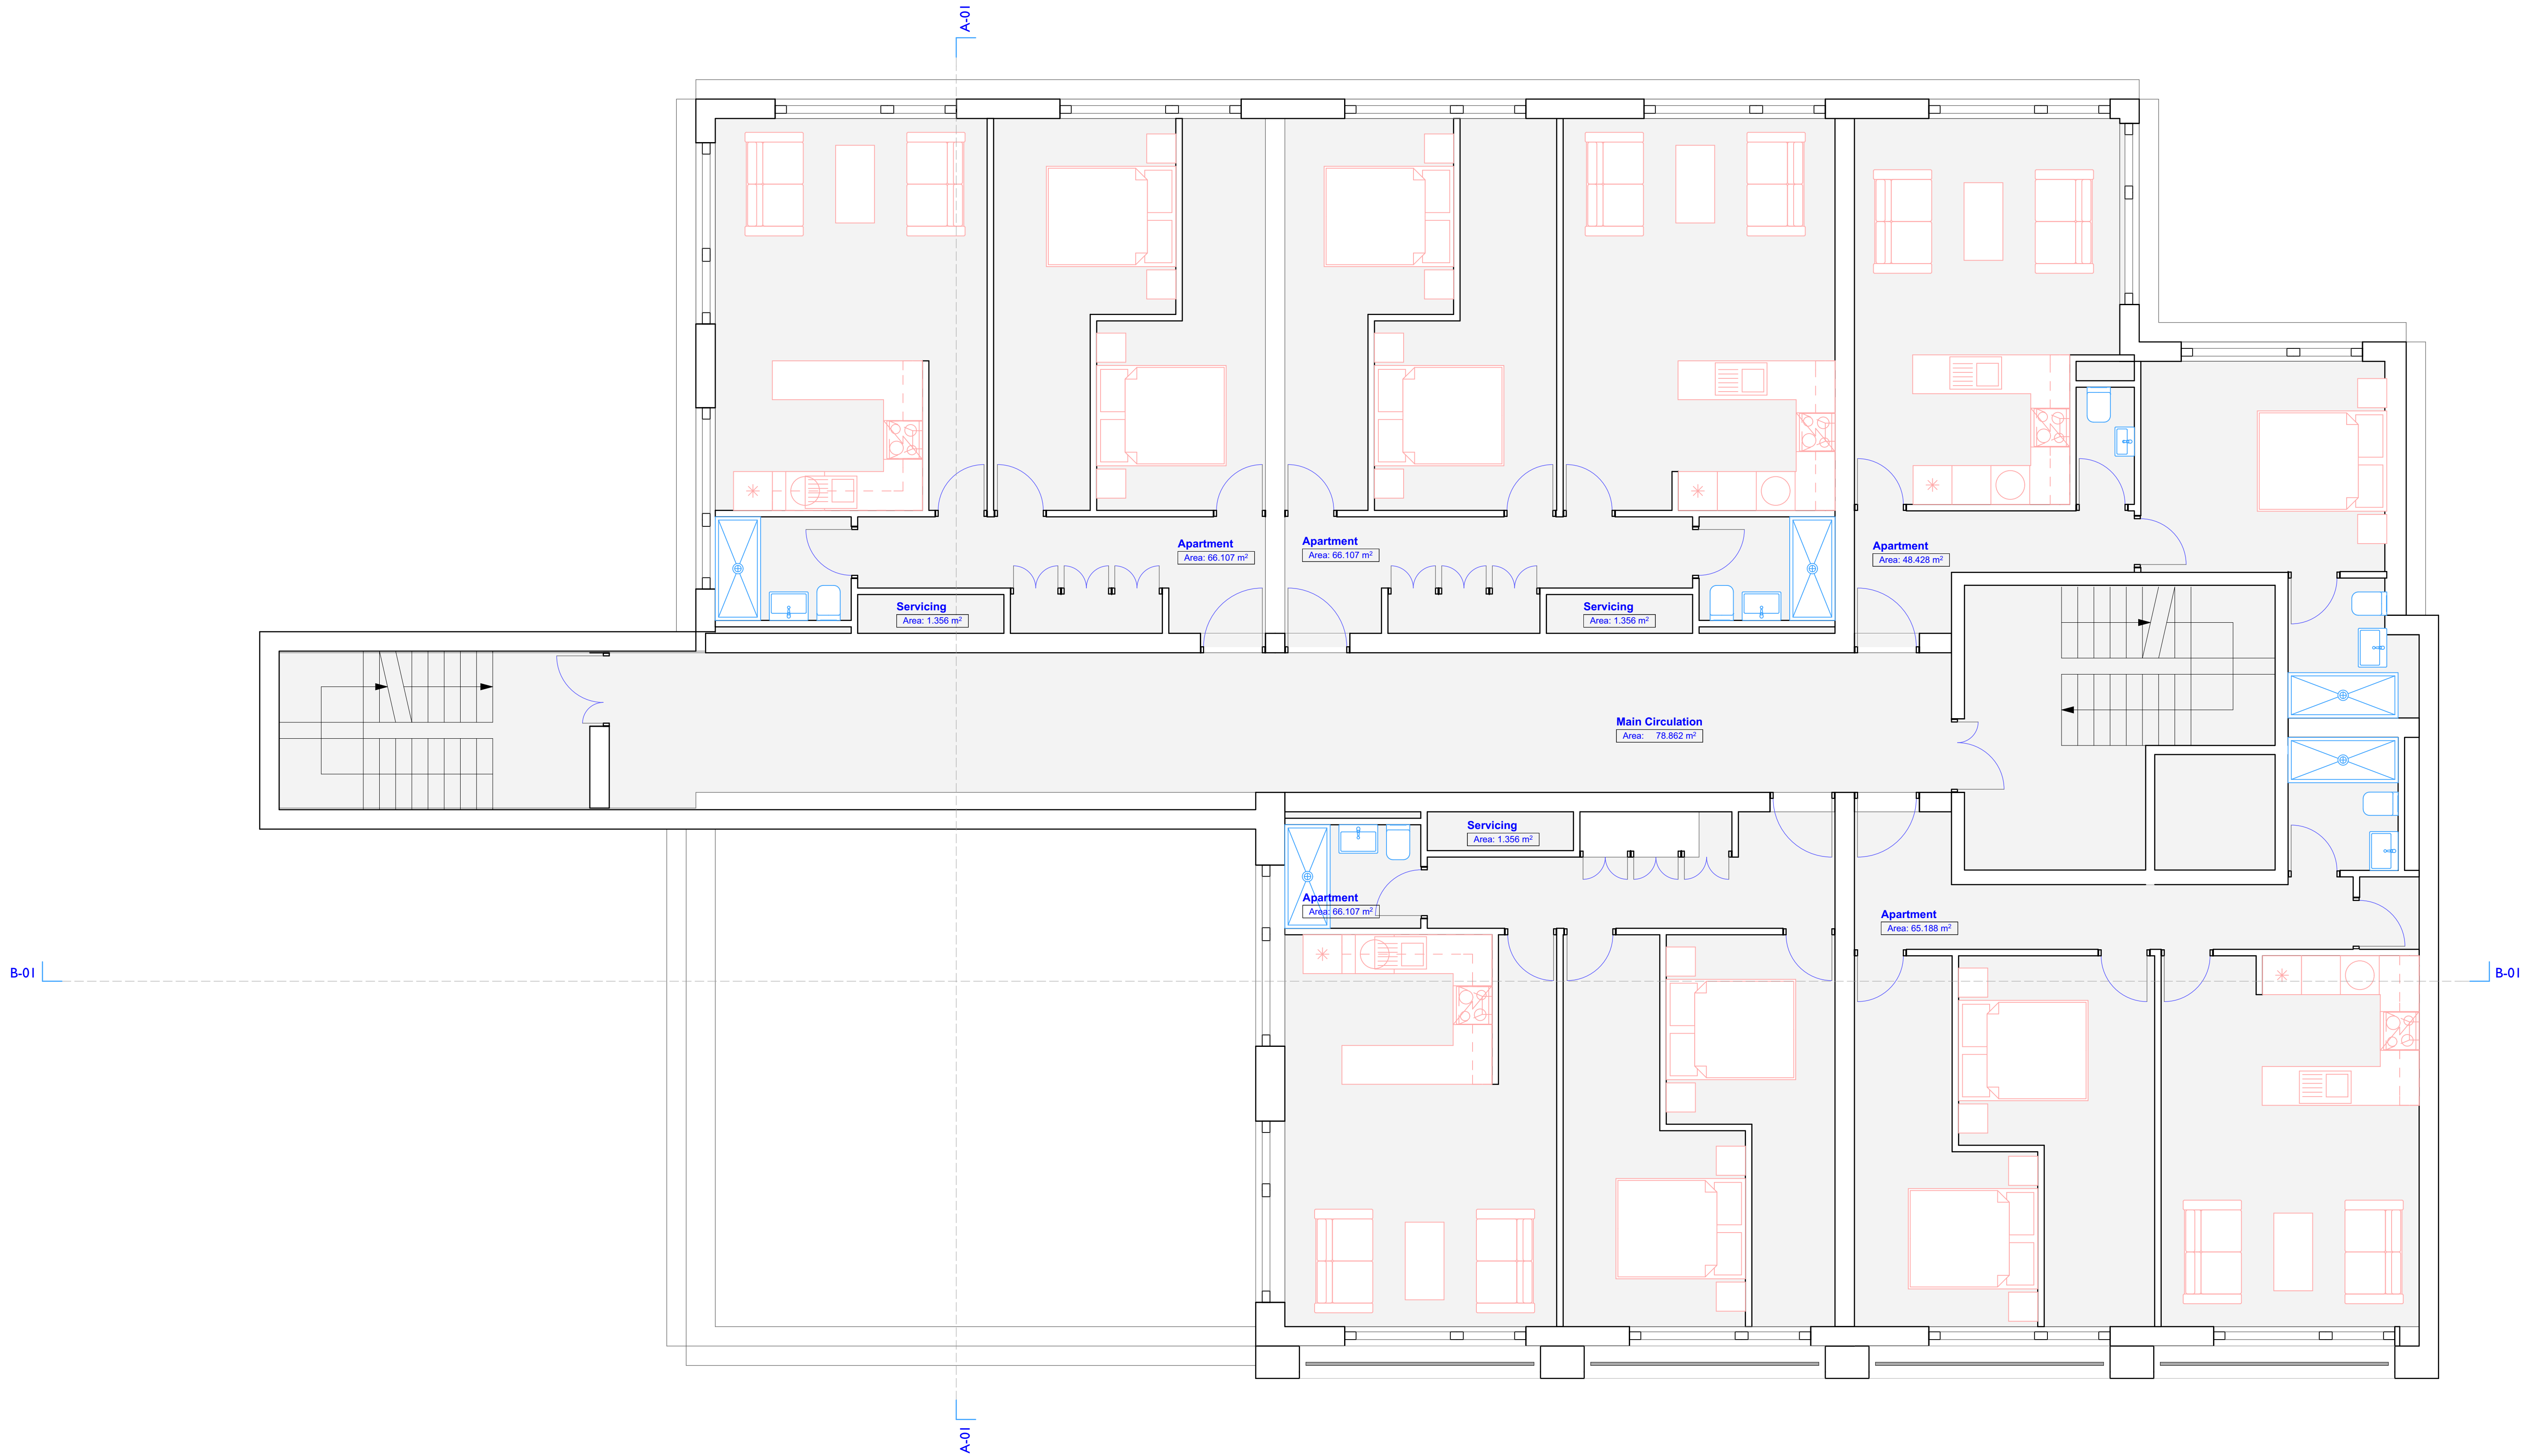 A-01
Apartment
Area: 66.107 m²
Apartment
Area: 66.107 m²
Apartment
Area: 48.428 m²
Servicing
Area: 1.356 m²
Servicing
Area: 1.356 m²
Main Circulation
Area: 78.862 m²
Servicing
Area: 1.356 m²
Apartment
Area: 66.107 m²
Apartment
Area: 65.188 m²
B-01
B-01
A-01